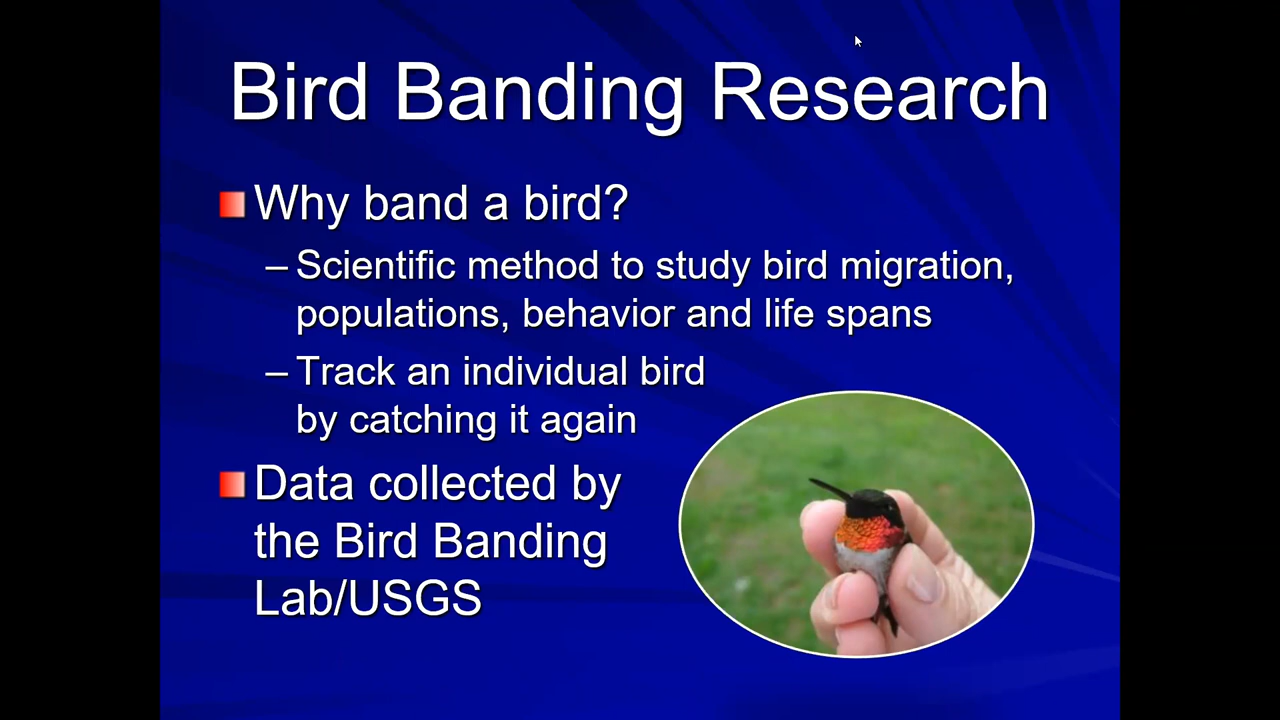 Bird Banding Research
Why band a bird?
– Scientific method to study bird migration,
populations, behavior and life spans
– Track an individual bird
by catching it again
Data collected by
the Bird Banding
Lab/USGS